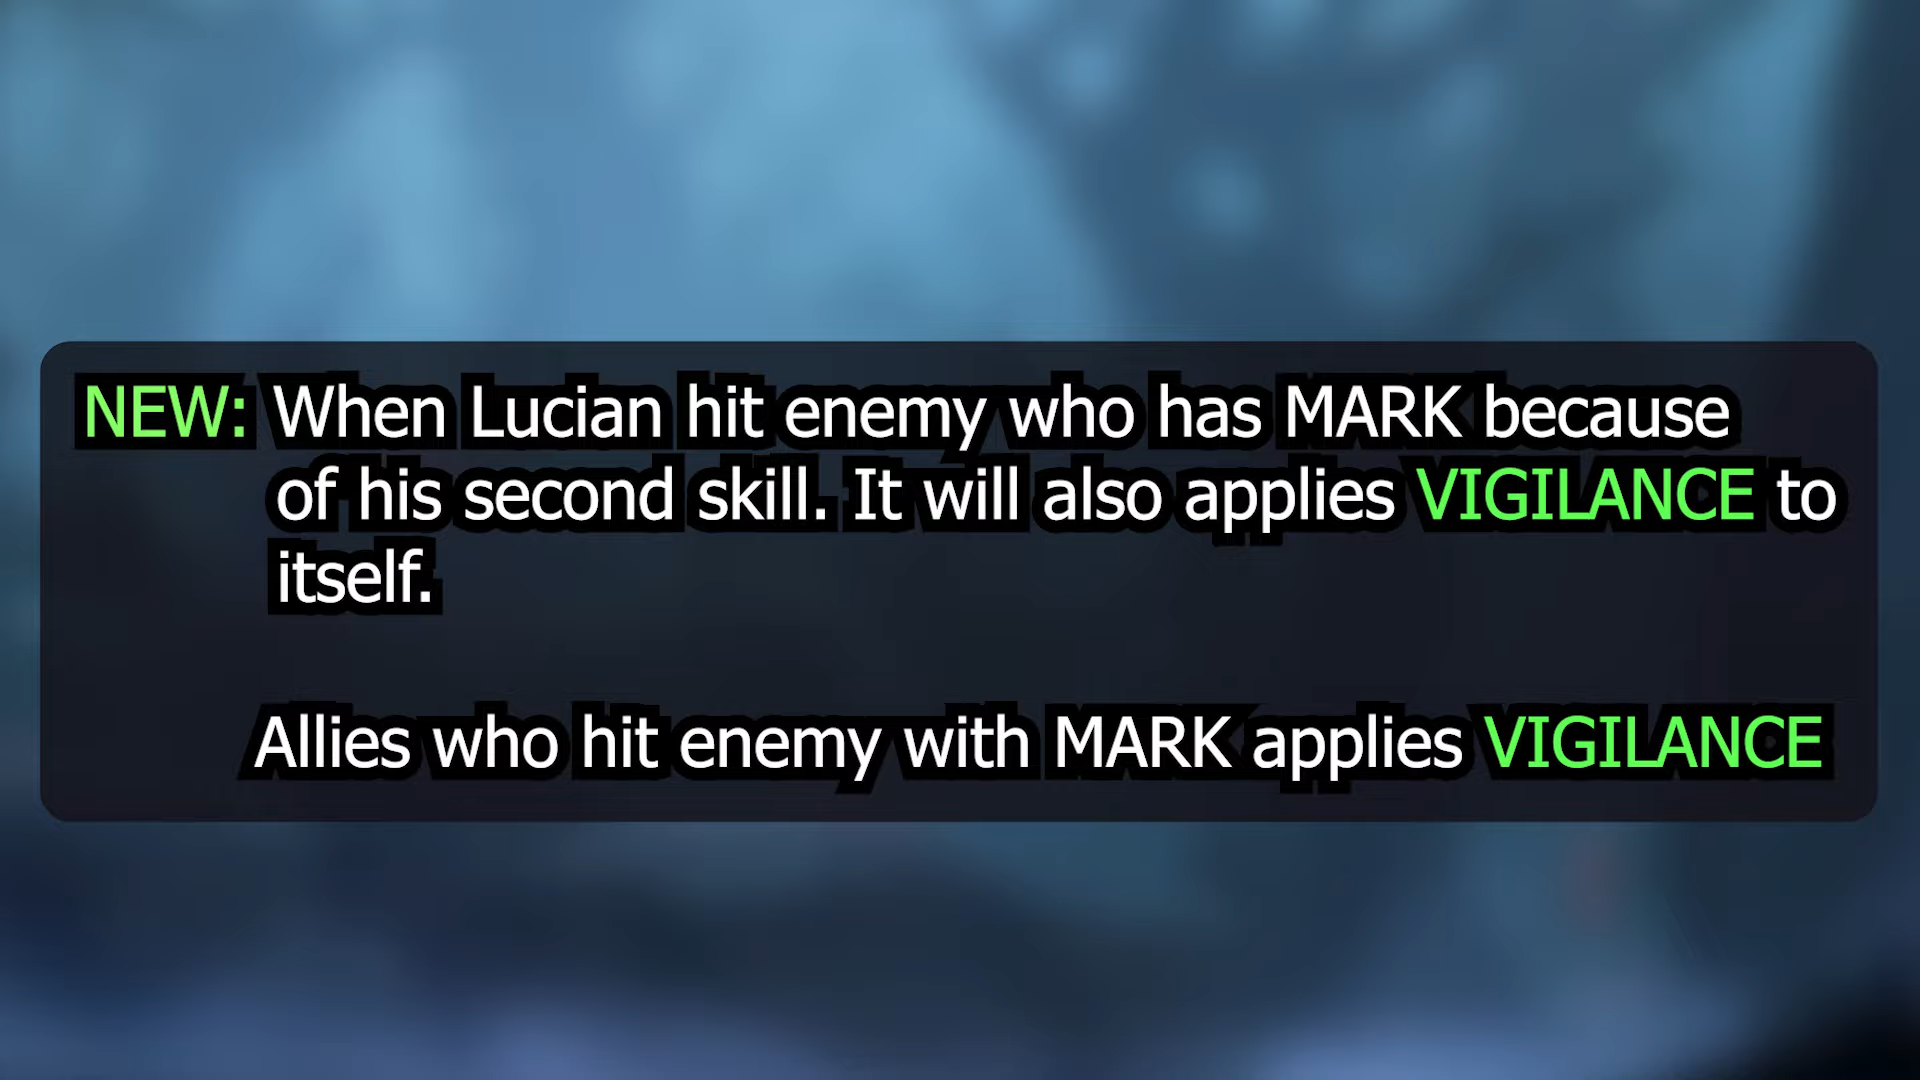 NEW: When Lucian hit enemy who has MARK because
of his second skill. It will also applies VIGILANCE to
itself.
Allies who hit enemy with MARK applies VIGILANCE